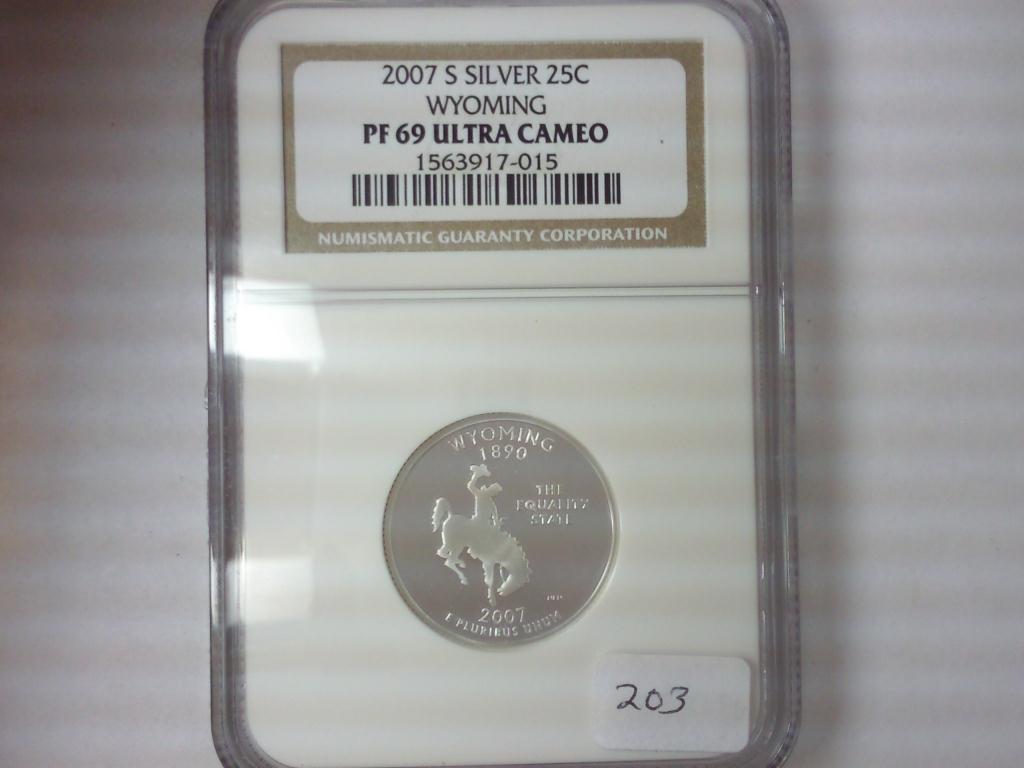 2007 S SILVER 25C
WYOMING
PF 69 ULTRA CAMEO
1563917-015
NUMISMATIC GUARANTY CORPORATION
WYOMING
1890
THE
EQUALITY
STATE
2007
E PLURIBUS UNUM
203